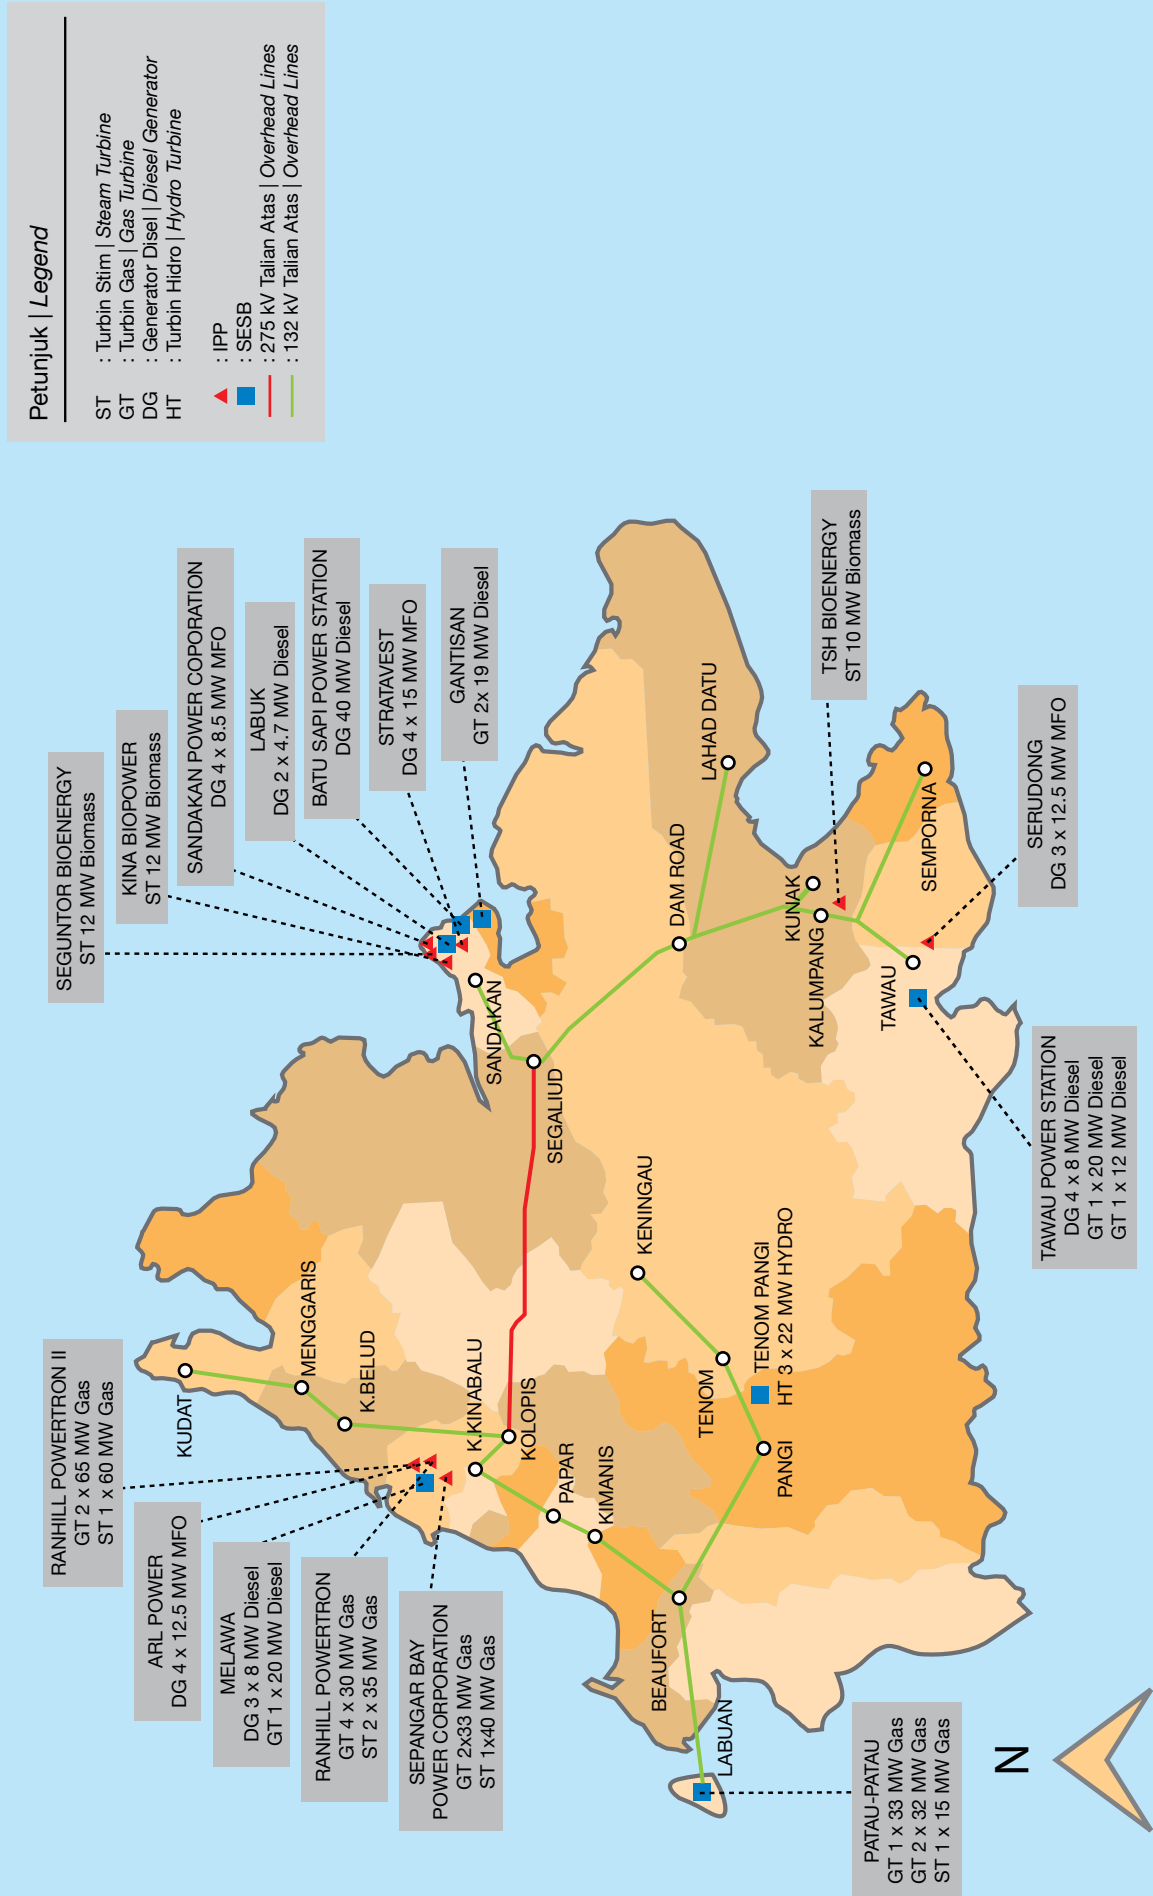 Petunjuk | Legend
ST : Turbin Stim | Steam Turbine
GT : Turbin Gas | Gas Turbine
DG : Generator Disel | Diesel Generator
HT : Turbin Hidro | Hydro Turbine
: IPP
: SESB
: 275 kV Talian Atas | Overhead Lines
: 132 kV Talian Atas | Overhead Lines
RANHILL POWERTRON II
GT 2 x 65 MW Gas
ST 1 x 60 MW Gas
ARL POWER
DG 4 x 12.5 MW MFO
MELAWA
DG 3 x 8 MW Diesel
GT 1 x 20 MW Diesel
RANHILL POWERTRON
GT 4 x 30 MW Gas
ST 2 x 35 MW Gas
SEPANGAR BAY
POWER CORPORATION
GT 2x33 MW Gas
ST 1x40 MW Gas
PATAU-PATAU
GT 1 x 33 MW Gas
GT 2 x 32 MW Gas
ST 1 x 15 MW Gas
SEGUNTOR BIOENERGY
ST 12 MW Biomass
KINA BIOPOWER
ST 12 MW Biomass
SANDAKAN POWER COPORATION
DG 4 x 8.5 MW MFO
LABUK
DG 2 x 4.7 MW Diesel
BATU SAPI POWER STATION
DG 40 MW Diesel
STRATAVEST
DG 4 x 15 MW MFO
GANTISAN
GT 2x 19 MW Diesel
TSH BIOENERGY
ST 10 MW Biomass
SERUDONG
DG 3 x 12.5 MW MFO
TAWAU POWER STATION
DG 4 x 8 MW Diesel
GT 1 x 20 MW Diesel
GT 1 x 12 MW Diesel
KUDAT
MENGGARIS
K.BELUD
K.KINABALU
KOLOPIS
PAPAR
KIMANIS
BEAUFORT
LABUAN
KENINGAU
TENOM
TENOM PANGI
HT 3 x 22 MW HYDRO
PANGI
SANDAKAN
SEGALIUD
DAM ROAD
LAHAD DATU
KUNAK
KALUMPANG
SEMPORNA
TAWAU
N